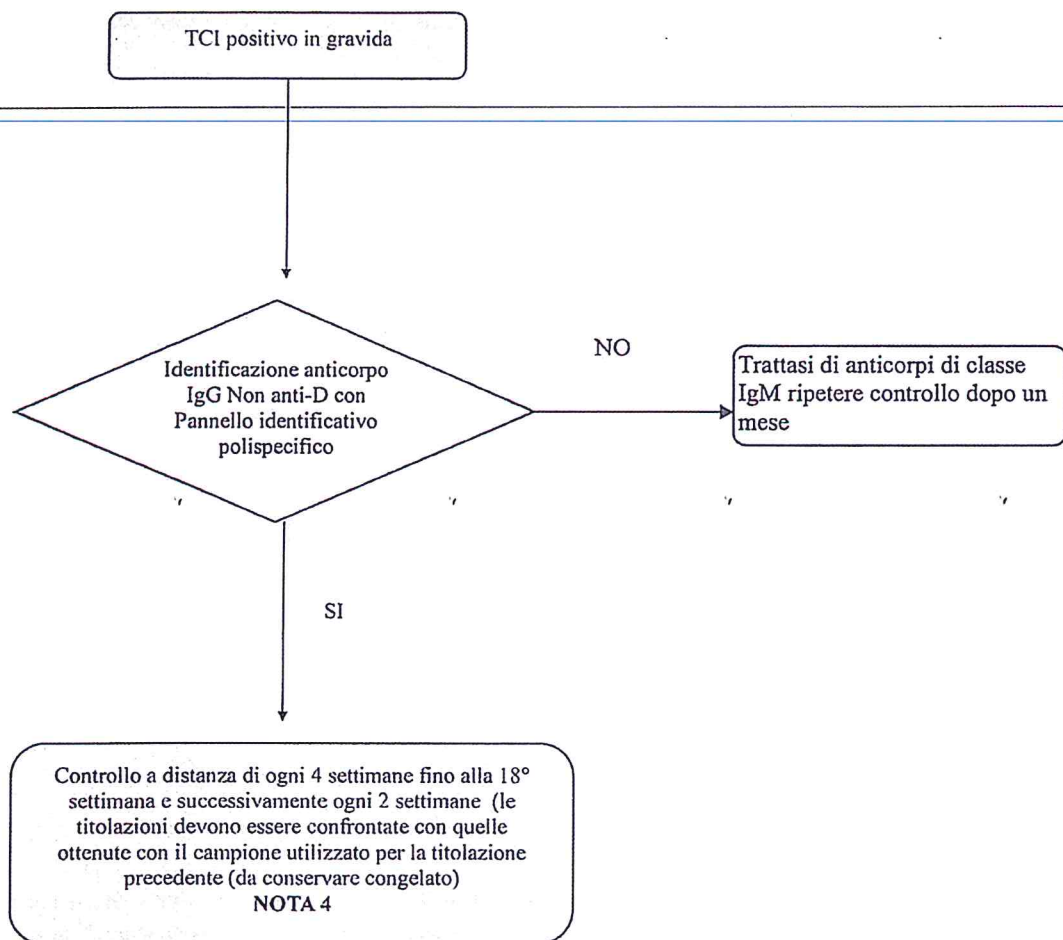 TCI positivo in gravida
Identificazione anticorpo
IgG Non anti-D con
Pannello identificativo
polispecifico
NO
Trattasi di anticorpi di classe
IgM ripetere controllo dopo un
mese
SI
Controllo a distanza di ogni 4 settimane fino alla 18°
settimana e successivamente ogni 2 settimane (le
titolazioni devono essere confrontate con quelle
ottenute con il campione utilizzato per la titolazione
precedente (da conservare congelato)
NOTA 4